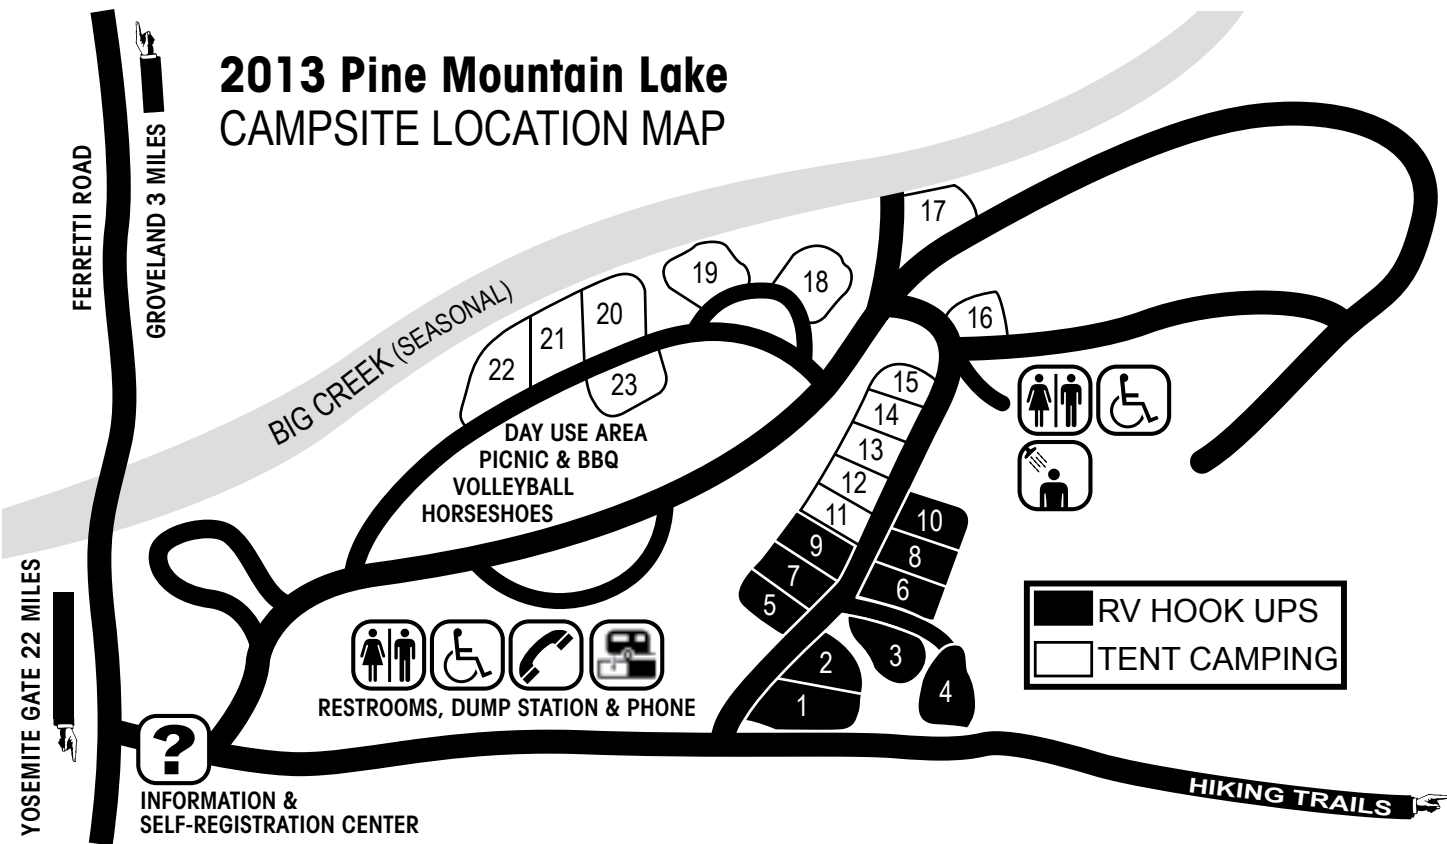 2013 Pine Mountain Lake
CAMPSITE LOCATION MAP
FERRETTI ROAD
GROVELAND 3 MILES
BIG CREEK (SEASONAL)
17
19
18
20
16
21
22
23
15
14
13
12
11
10
9
8
7
6
5
DAY USE AREA
PICNIC & BBQ
VOLLEYBALL
HORSESHOES
3
2
4
1
RV HOOK UPS
TENT CAMPING
YOSEMITE GATE 22 MILES
RESTROOMS, DUMP STATION & PHONE
?
INFORMATION &
SELF-REGISTRATION CENTER
HIKING TRAILS